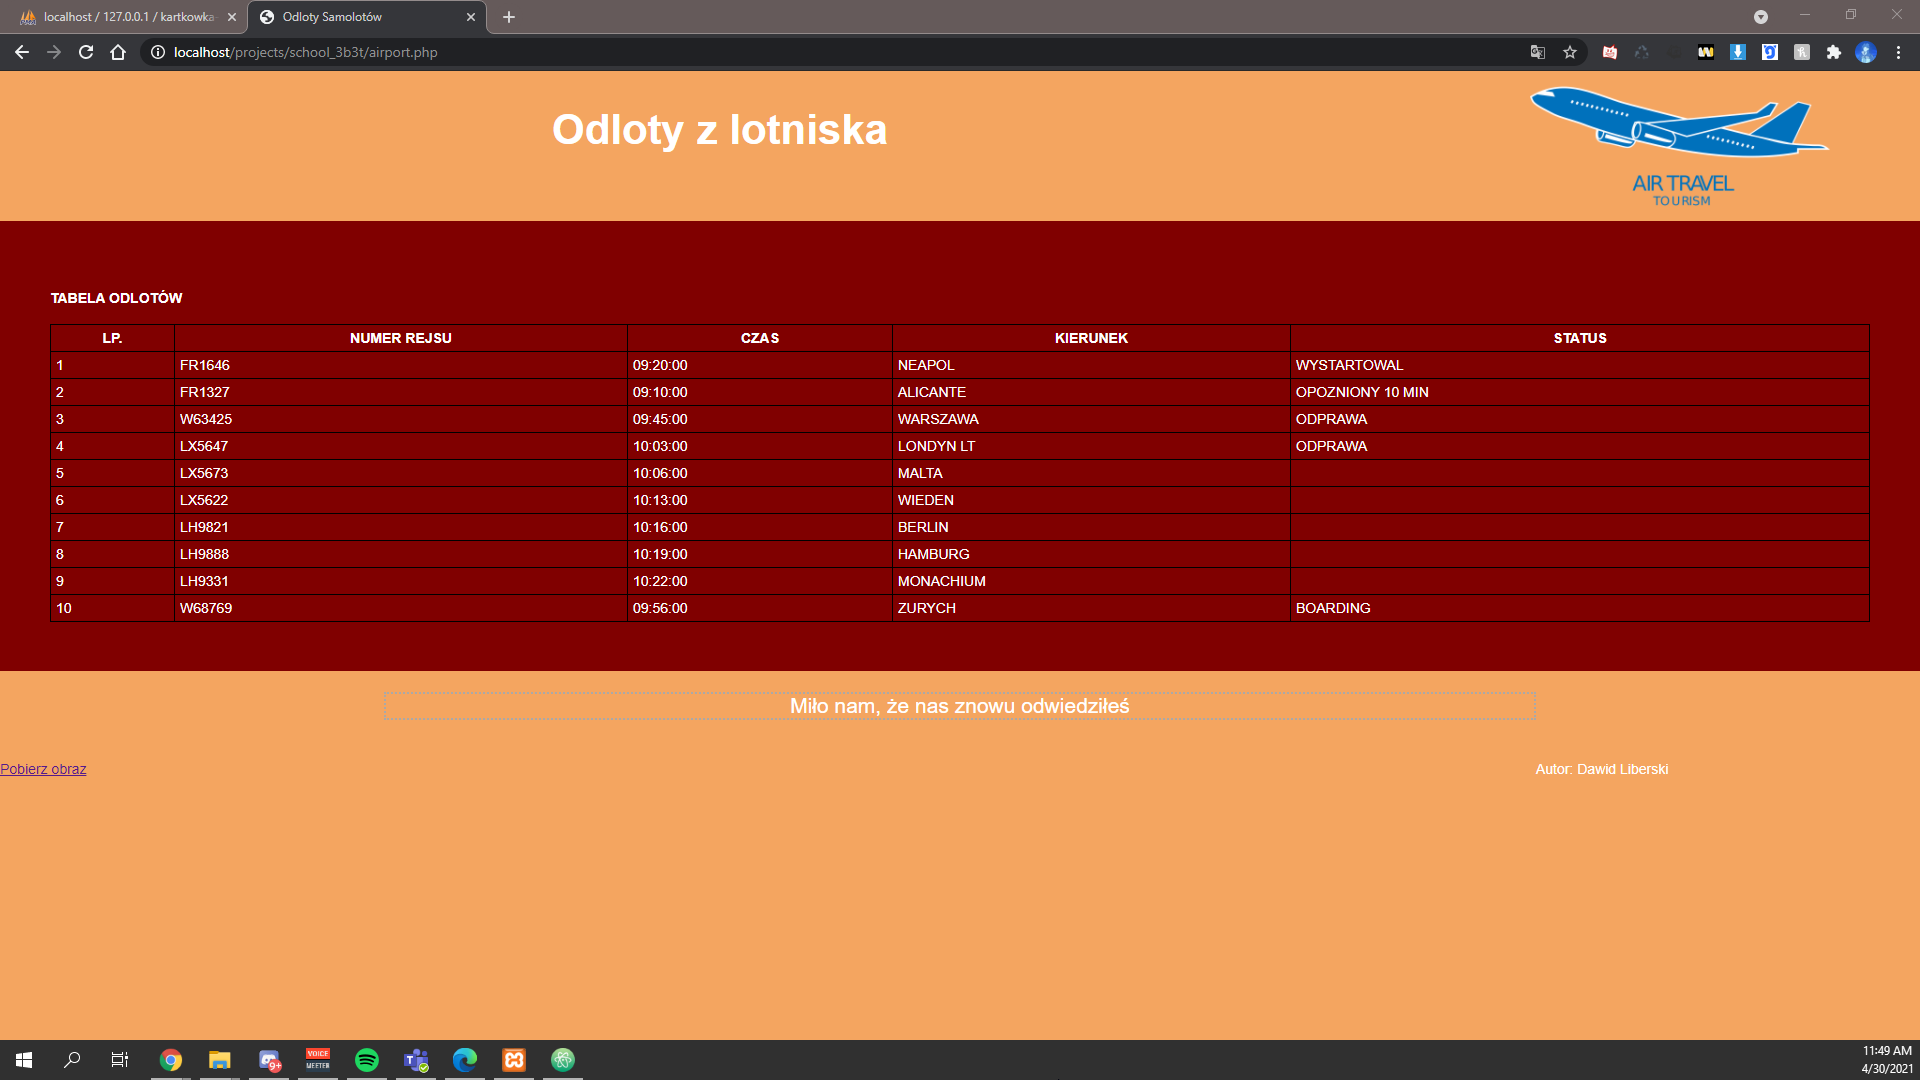 localhost / 127.0.0.1 / kartkowka
Odloty Samolotów
localhost/projects/school_3b3t/airport.php
Odloty z lotniska
AIR TRAVEL
TOURISM
TABELA ODLOTÓW
LP. NUMER REJSU CZAS KIERUNEK STATUS
1 FR1646 09:20:00 NEAPOL WYSTARTOWAL
2 FR1327 09:10:00 ALICANTE OPOZNIONY 10 MIN
3 W63425 09:45:00 WARSZAWA ODPRAWA
4 LX5647 10:03:00 LONDYN LT ODPRAWA
5 LX5673 10:06:00 MALTA
6 LX5622 10:13:00 WIEDEN
7 LH9821 10:16:00 BERLIN
8 LH9888 10:19:00 HAMBURG
9 LH9331 10:22:00 MONACHIUM
10 W68769 09:56:00 ZURYCH BOARDING
Miło nam, że nas znowu odwiedziłeś
Pobierz obraz Autor: Dawid Liberski
9+
VOICE
MEETER
11:49 AM
4/30/2021